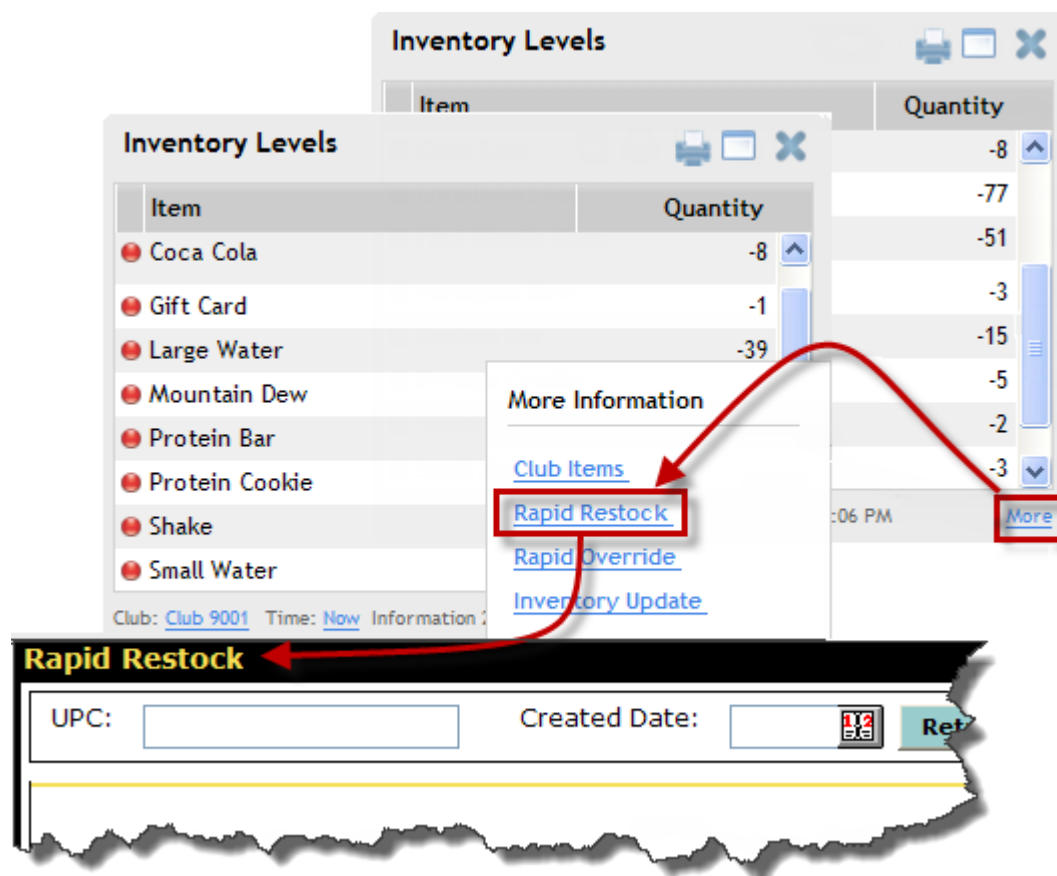 Inventory Levels
Item Quantity
-8
-77
-51
-3
-15
-5
-2
-3
:06 PM More
Inventory Levels
Item Quantity
Coca Cola -8
Gift Card -1
Large Water -39
Mountain Dew
Protein Bar
Protein Cookie
Shake
Small Water
Club: Club 9001 Time: Now Information
More Information
Club Items
Rapid Restock
Rapid Override
Inventory Update
Rapid Restock
UPC: Created Date: Ret